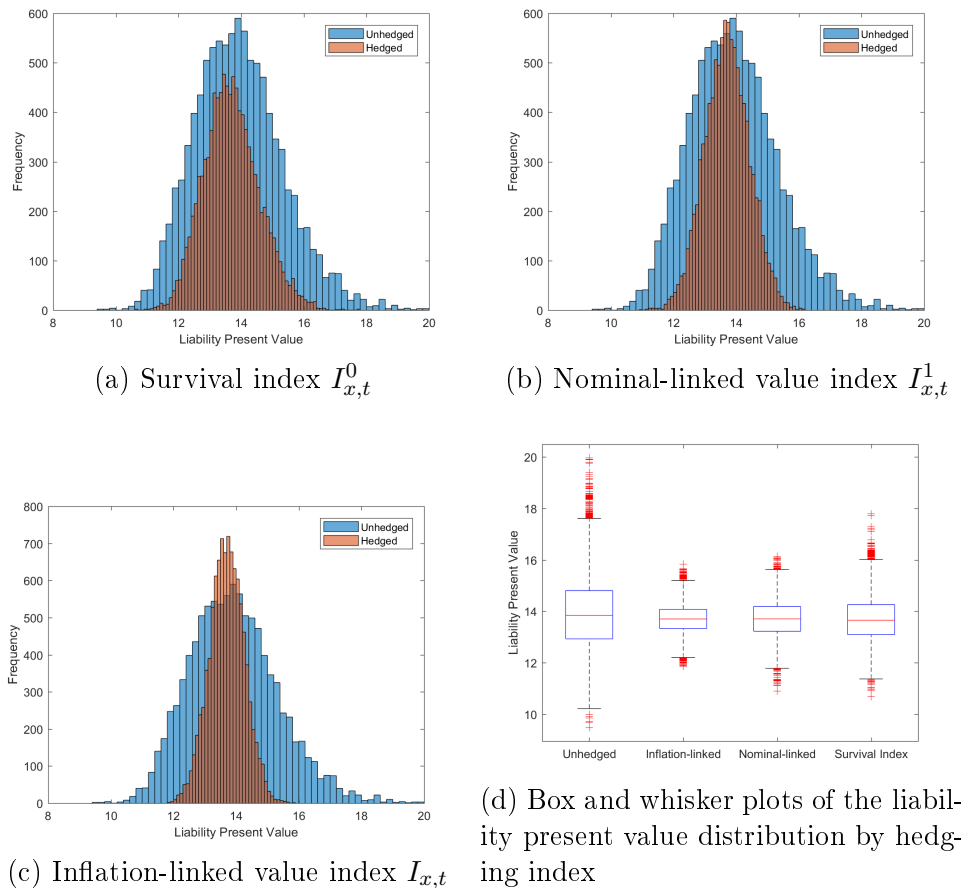 600
500
400
300
200
100
0
Frequency
Unhedged
Hedged
8 10 12 14 16 18 20
Liability Present Value
(a) Survival index $I^0_{x,t}$
600
500
400
300
200
100
0
Frequency
Unhedged
Hedged
8 10 12 14 16 18 20
Liability Present Value
(b) Nominal-linked value index $I^1_{x,t}$
800
700
600
500
400
300
200
100
0
Frequency
Unhedged
Hedged
8 10 12 14 16 18 20
Liability Present Value
(c) Inflation-linked value index $I_{x,t}$
20
18
16
14
12
10
Liability Present Value
Unhedged Inflation-linked Nominal-linked Survival Index
(d) Box and whisker plots of the liabil-
ity present value distribution by hedg-
ing index